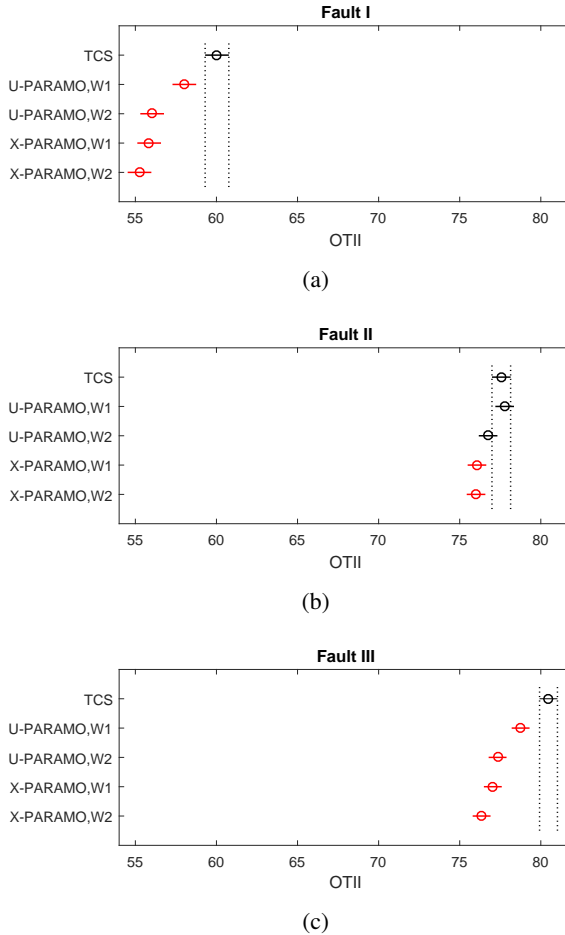 Fault I
TCS
U-PARAMO,W1
U-PARAMO,W2
X-PARAMO,W1
X-PARAMO,W2
55 60 65 70 75 80
OTII
(a)
Fault II
TCS
U-PARAMO,W1
U-PARAMO,W2
X-PARAMO,W1
X-PARAMO,W2
55 60 65 70 75 80
OTII
(b)
Fault III
TCS
U-PARAMO,W1
U-PARAMO,W2
X-PARAMO,W1
X-PARAMO,W2
55 60 65 70 75 80
OTII
(c)